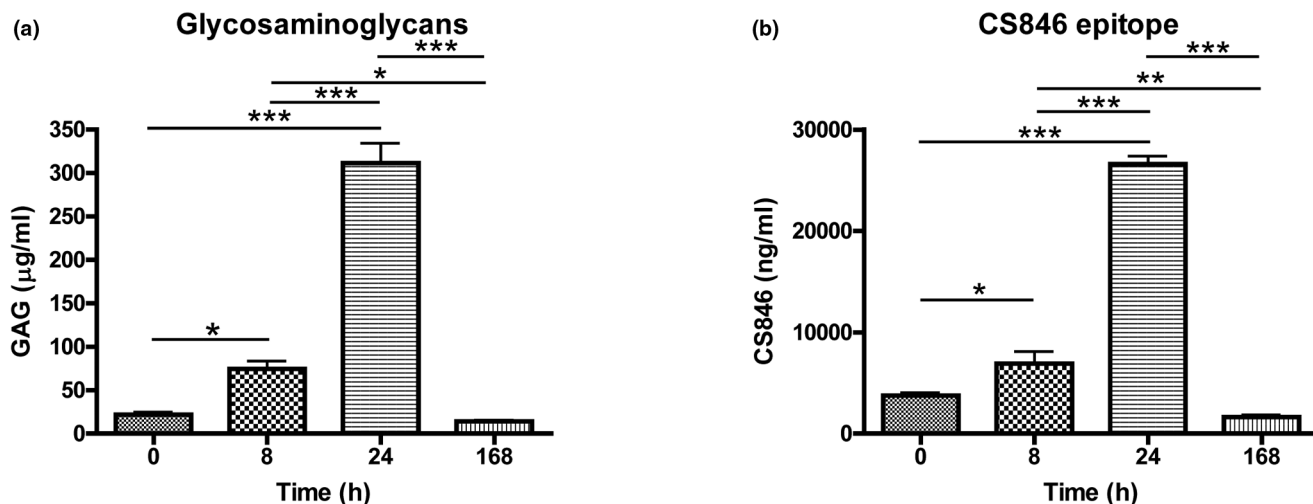 (a)
Glycosaminoglycans
***
*
***
***
*
350
300
250
200
150
100
50
0
GAG (μg/ml)
0 8 24 168
Time (h)
(b)
CS846 epitope
***
**
***
***
*
30000
20000
10000
0
CS846 (ng/ml)
0 8 24 168
Time (h)